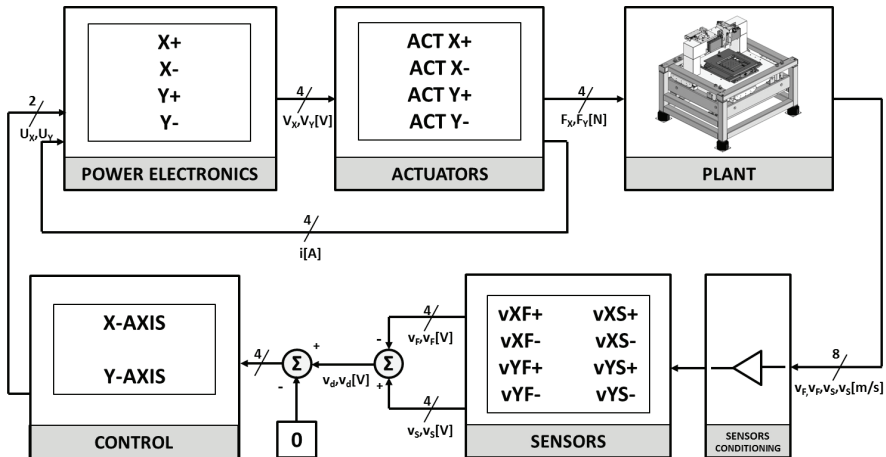 X+
X-
Y+
Y-
POWER ELECTRONICS
2
U_X,U_Y
4
V_X,V_Y[V]
ACT X+
ACT X-
ACT Y+
ACT Y-
ACTUATORS
4
F_X,F_Y[N]
PLANT
4
i[A]
X-AXIS
Y-AXIS
CONTROL
4
Σ
+
-
0
v_d,v_d[V]
Σ
-
+
4
v_F,v_F[V]
4
v_S,v_S[V]
vXF+ vXS+
vXF- vXS-
vYF+ vYS+
vYF- vYS-
SENSORS
SENSORS
CONDITIONING
8
v_F,v_F,v_S,v_S[m/s]